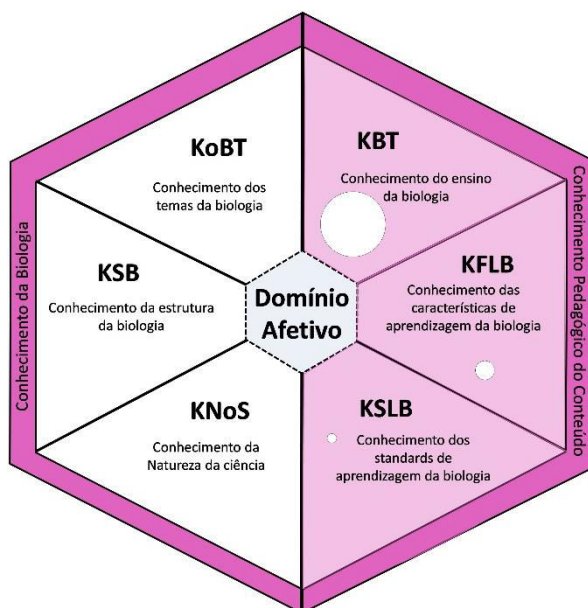 KoBT
Conhecimento dos
temas da biologia
KBT
Conhecimento do ensino
da biologia
KSB
Conhecimento da estrutura
da biologia
Domínio
Afetivo
KFLB
Conhecimento das
características de
aprendizagem da biologia
KNoS
Conhecimento da
Natureza da ciência
KSLB
Conhecimento dos
standards de
aprendizagem da biologia
Conhecimento da Biologia
Conhecimento Pedagógico do Conteúdo